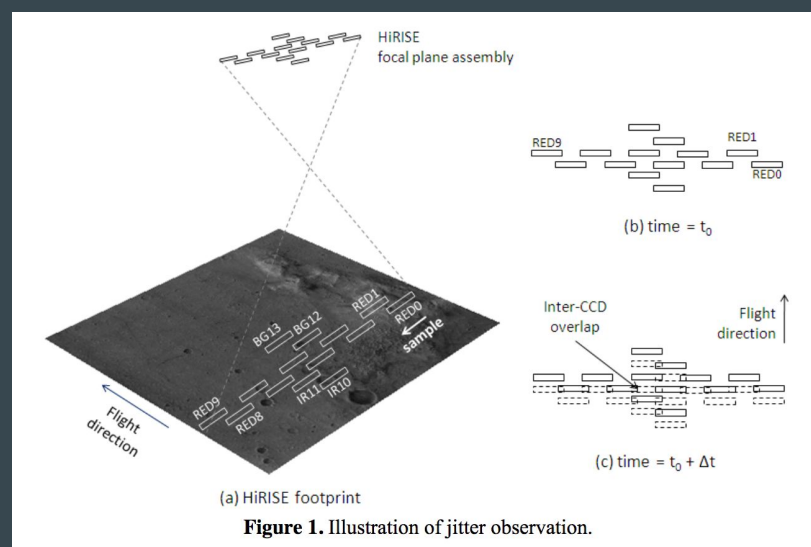 HiRISE
focal plane assembly
RED9
RED1
RED0
(b) time = t₀
BG13
BG12
RED1
RED0
sample
IR11
IR10
RED9
RED8
Flight
direction
(a) HiRISE footprint
Inter-CCD
overlap
Flight
direction
(c) time = t₀ + Δt
Figure 1. Illustration of jitter observation.